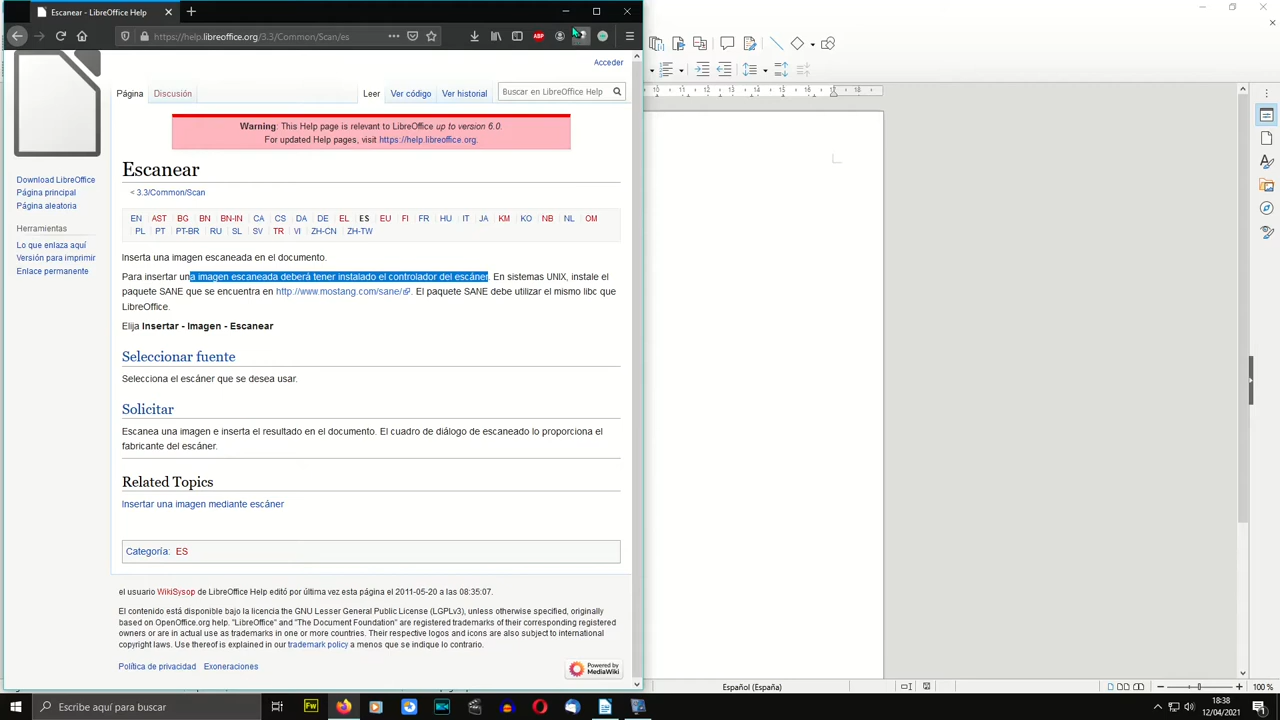 Escanear - LibreOffice Help
https://help.libreoffice.org/3.3/Common/Scan/es
ABP
Acceder
Página
Discusión
Leer
Ver código
Ver historial
Buscar en LibreOffice Help
Warning: This Help page is relevant to LibreOffice up to version 6.0.
For updated Help pages, visit https://help.libreoffice.org.
Escanear
< 3.3/Common/Scan
Download LibreOffice
Página principal
Página aleatoria
Herramientas
Lo que enlaza aquí
Versión para imprimir
Enlace permanente
EN AST BG BN BN-IN CA CS DA DE EL ES EU FI FR HU IT JA KM KO NB NL OM
PL PT PT-BR RU SL SV TR VI ZH-CN ZH-TW
Inserta una imagen escaneada en el documento.
Para insertar una imagen escaneada deberá tener instalado el controlador del escáner. En sistemas UNIX, instale el
paquete SANE que se encuentra en http://www.mostang.com/sane/. El paquete SANE debe utilizar el mismo libc que
LibreOffice.
Elija Insertar - Imagen - Escanear
Seleccionar fuente
Selecciona el escáner que se desea usar.
Solicitar
Escanea una imagen e inserta el resultado en el documento. El cuadro de diálogo de escaneado lo proporciona el
fabricante del escáner.
Related Topics
Insertar una imagen mediante escáner
Categoría: ES
el usuario WikiSysop de LibreOffice Help editó por última vez esta página el 2011-05-20 a las 08:35:07.
El contenido está disponible bajo la licencia the GNU Lesser General Public License (LGPLv3), unless otherwise specified, originally
based on OpenOffice.org help. "LibreOffice" and "The Document Foundation" are registered trademarks of their corresponding registered
owners or are in actual use as trademarks in one or more countries. Their respective logos and icons are also subject to international
copyright laws. Use thereof is explained in our trademark policy a menos que se indique lo contrario.
Política de privacidad Exoneraciones
Powered by
MediaWiki
10 11 12 13 14 15 16 17 18
Español (España)
100 %
Escribe aquí para buscar
Fw
18:38
12/04/2021